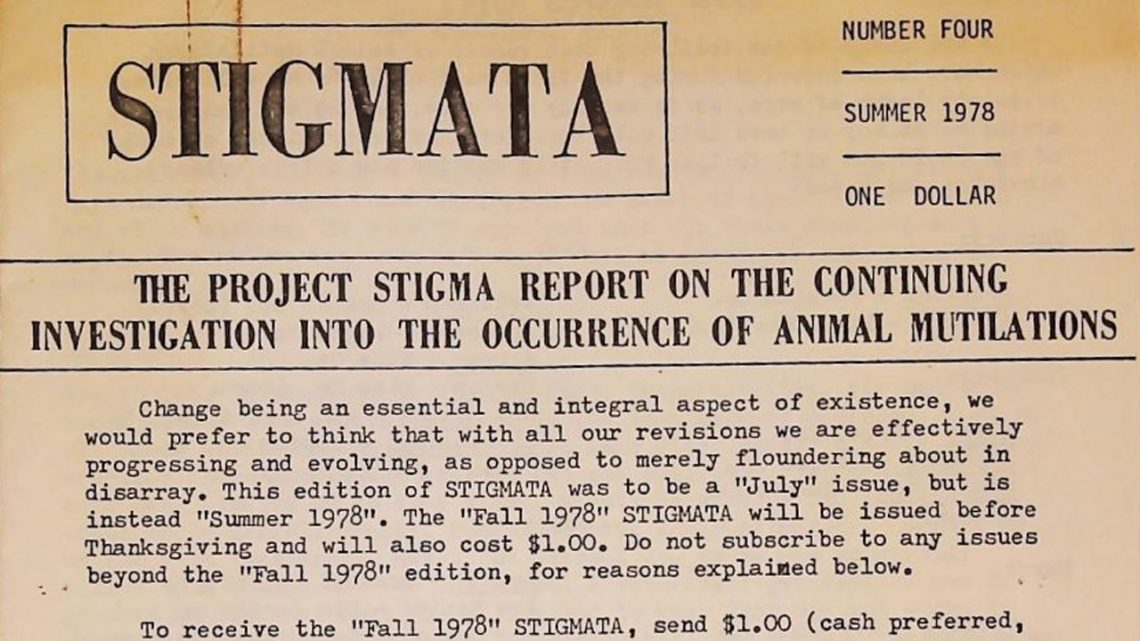 STIGMATA
NUMBER FOUR
SUMMER 1978
ONE DOLLAR
THE PROJECT STIGMA REPORT ON THE CONTINUING
INVESTIGATION INTO THE OCCURRENCE OF ANIMAL MUTILATIONS
Change being an essential and integral aspect of existence, we
would prefer to think that with all our revisions we are effectively
progressing and evolving, as opposed to merely floundering about in
disarray. This edition of STIGMATA was to be a "July" issue, but is
instead "Summer 1978". The "Fall 1978" STIGMATA will be issued before
Thanksgiving and will also cost $1.00. Do not subscribe to any issues
beyond the "Fall 1978" edition, for reasons explained below.
To receive the "Fall 1978" STIGMATA, send $1.00 (cash preferred,